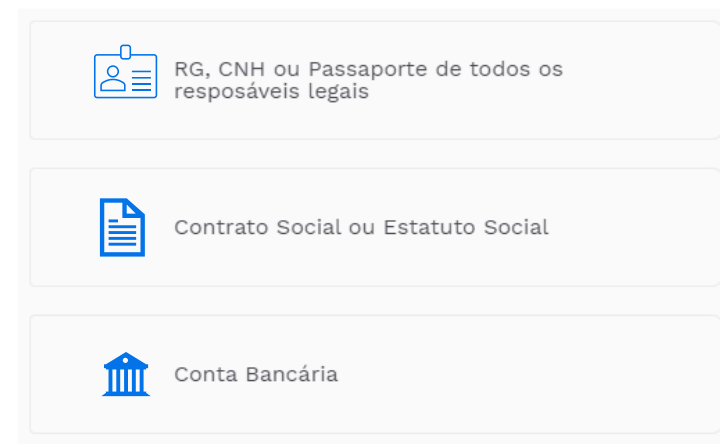 RG, CNH ou Passaporte de todos os
resposáveis legais
Contrato Social ou Estatuto Social
Conta Bancária